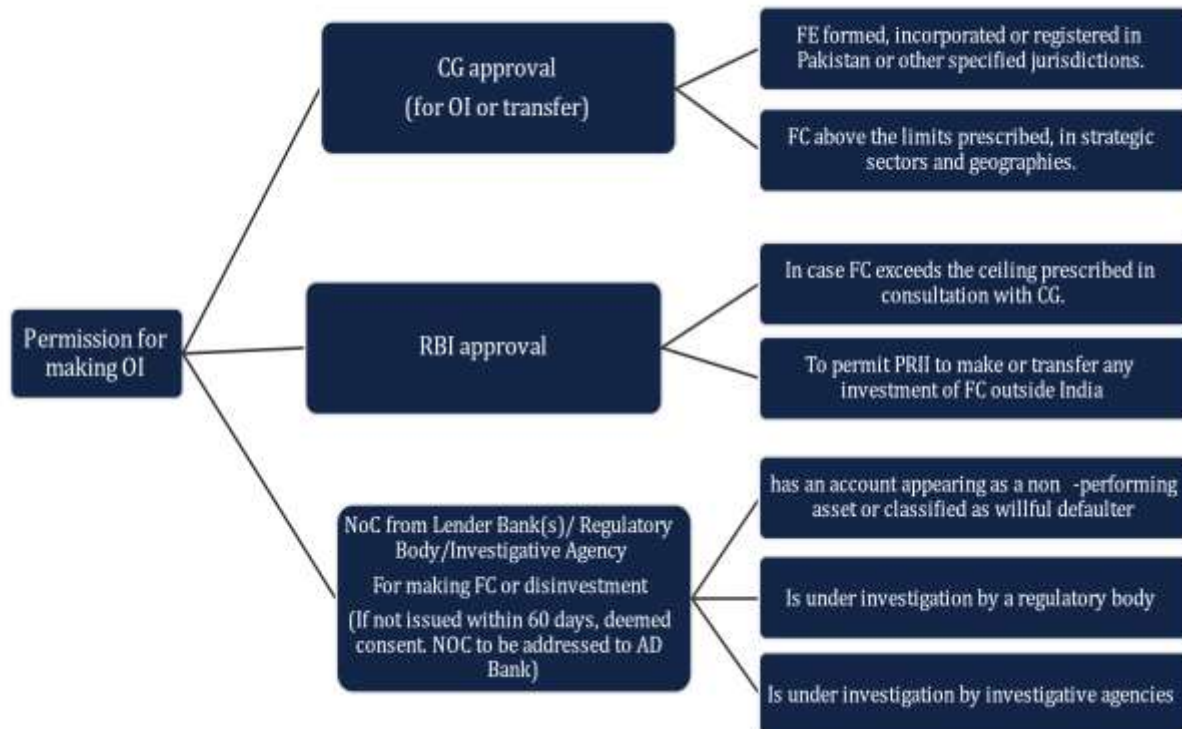 Permission for
making OI
CG approval
(for OI or transfer)
FE formed, incorporated or registered in
Pakistan or other specified jurisdictions.
FC above the limits prescribed, in strategic
sectors and geographies.
RBI approval
In case FC exceeds the ceiling prescribed in
consultation with CG.
To permit PRII to make or transfer any
investment of FC outside India
NoC from Lender Bank(s)/ Regulatory
Body/Investigative Agency
For making FC or disinvestment
(If not issued within 60 days, deemed
consent. NOC to be addressed to AD
Bank)
has an account appearing as a non -performing
asset or classified as willful defaulter
Is under investigation by a regulatory body
Is under investigation by investigative agencies